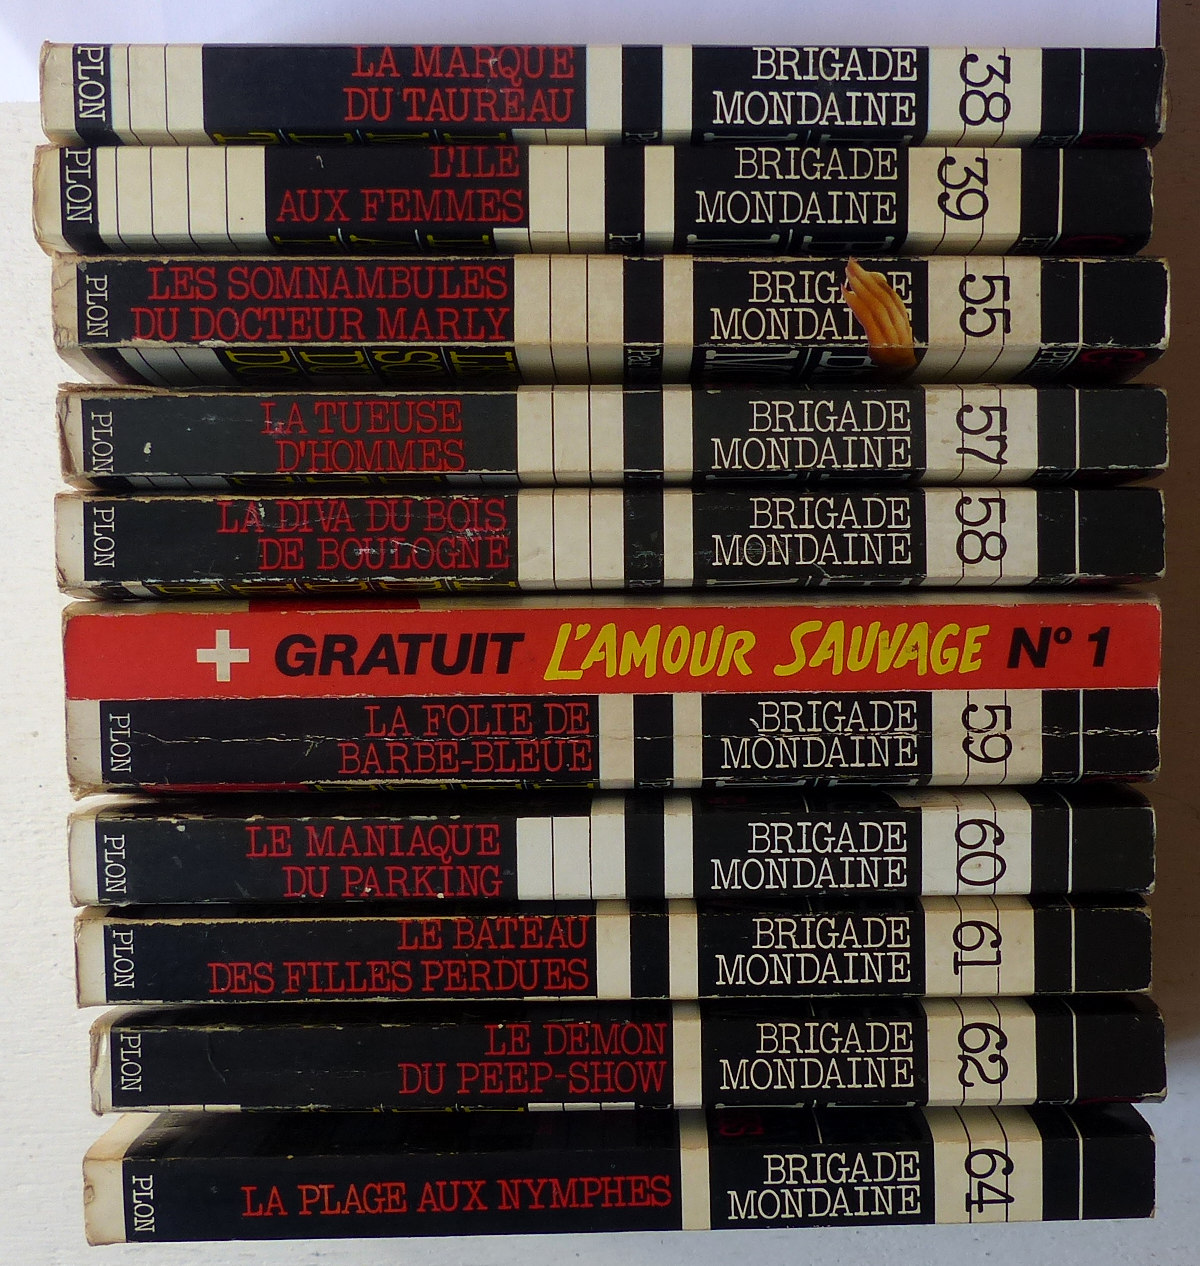 PLON
LA MARQUE
DU TAUREAU
BRIGADE
MONDAINE
38
PLON
L'ILE
AUX FEMMES
BRIGADE
MONDAINE
39
PLON
LES SOMNAMBULES
DU DOCTEUR MARLY
BRIGADE
MONDAINE
55
PLON
LA TUEUSE
D'HOMMES
BRIGADE
MONDAINE
57
PLON
LA DIVA DU BOIS
DE BOULOGNE
BRIGADE
MONDAINE
58
+ GRATUIT L'AMOUR SAUVAGE N° 1
PLON
LA FOLIE DE
BARBE-BLEUE
BRIGADE
MONDAINE
59
PLON
LE MANIAQUE
DU PARKING
BRIGADE
MONDAINE
60
PLON
LE BATEAU
DES FILLES PERDUES
BRIGADE
MONDAINE
61
PLON
LE DEMON
DU PEEP-SHOW
BRIGADE
MONDAINE
62
PLON
LA PLAGE AUX NYMPHES
BRIGADE
MONDAINE
64